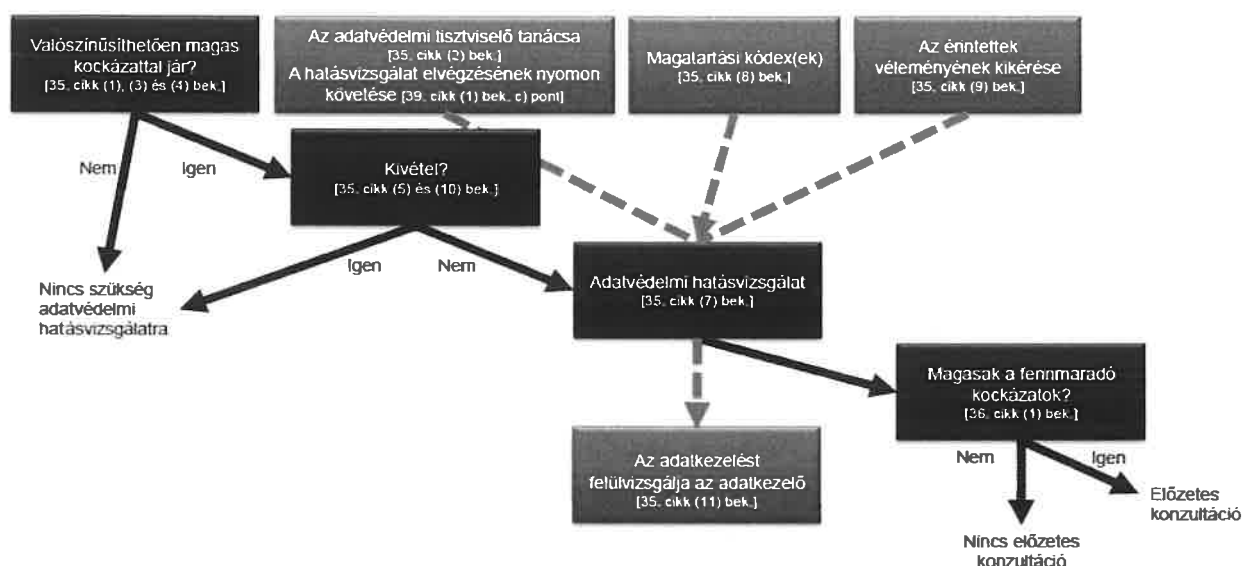 Valószínűsíthetően magas
kockázattal jár?
[35. cikk (1), (3) és (4) bek.]
Az adatvédelmi tisztviselő tanácsa
[35. cikk (2) bek.]
A hatásvizsgálat elvégzésének nyomon
követése [39. cikk (1) bek. c) pont]
Magatartási kódex(ek)
[35. cikk (8) bek.]
Az érintettek
véleményének kikérése
[35. cikk (9) bek.]
Nem
Igen
Kivétel?
[35. cikk (5) és (10) bek.]
Igen
Nem
Nincs szükség
adatvédelmi
hatásvizsgálatra
Adatvédelmi hatásvizsgálat
[35. cikk (7) bek.]
Magasak a fennmaradó
kockázatok?
[36. cikk (1) bek.]
Az adatkezelést
felülvizsgálja az adatkezelő
[35. cikk (11) bek.]
Nem
Igen
Előzetes
konzultáció
Nincs előzetes
konzultáció